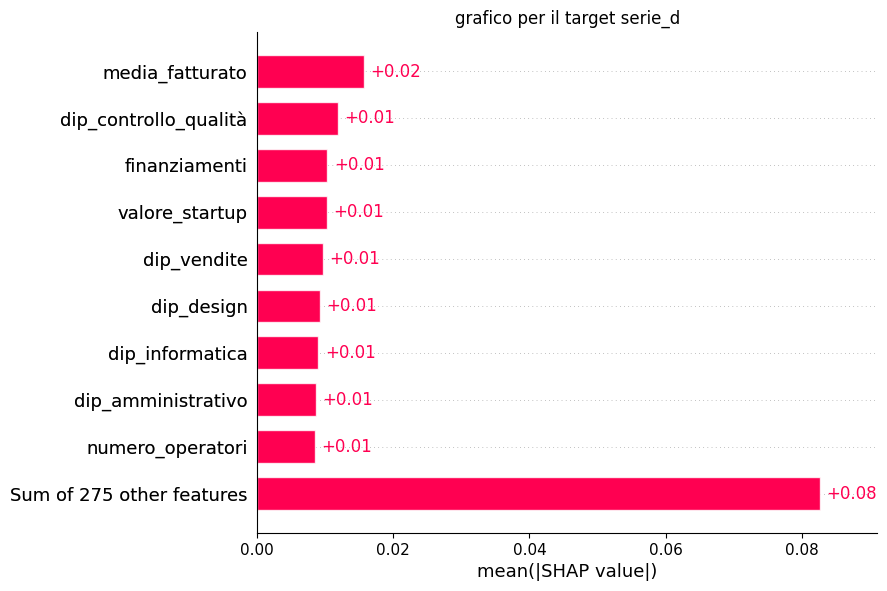 grafico per il target serie_d
media_fatturato +0.02
dip_controllo_qualità +0.01
finanziamenti +0.01
valore_startup +0.01
dip_vendite +0.01
dip_design +0.01
dip_informatica +0.01
dip_amministrativo +0.01
numero_operatori +0.01
Sum of 275 other features +0.08
0.00 0.02 0.04 0.06 0.08
mean(|SHAP value|)